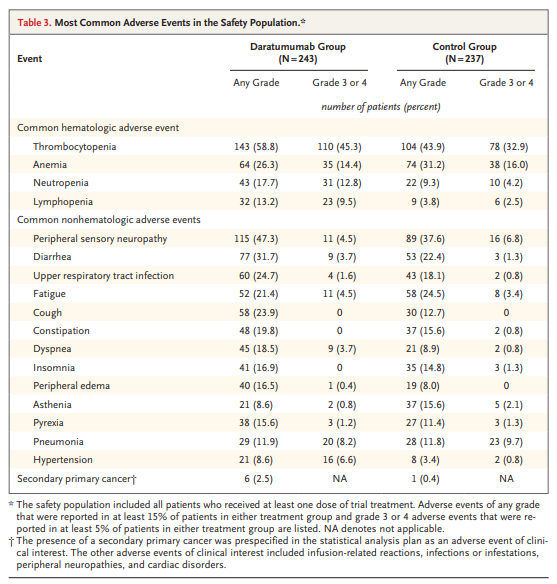 Table 3. Most Common Adverse Events in the Safety Population.*
Event Daratumumab Group (N=243) Control Group (N=237)
Any Grade Grade 3 or 4 Any Grade Grade 3 or 4
number of patients (percent)
Common hematologic adverse event
Thrombocytopenia 143 (58.8) 110 (45.3) 104 (43.9) 78 (32.9)
Anemia 64 (26.3) 35 (14.4) 74 (31.2) 38 (16.0)
Neutropenia 43 (17.7) 31 (12.8) 22 (9.3) 10 (4.2)
Lymphopenia 32 (13.2) 23 (9.5) 9 (3.8) 6 (2.5)
Common nonhematologic adverse events
Peripheral sensory neuropathy 115 (47.3) 11 (4.5) 89 (37.6) 16 (6.8)
Diarrhea 77 (31.7) 9 (3.7) 53 (22.4) 3 (1.3)
Upper respiratory tract infection 60 (24.7) 4 (1.6) 43 (18.1) 2 (0.8)
Fatigue 52 (21.4) 11 (4.5) 58 (24.5) 8 (3.4)
Cough 58 (23.9) 0 30 (12.7) 0
Constipation 48 (19.8) 0 37 (15.6) 2 (0.8)
Dyspnea 45 (18.5) 9 (3.7) 21 (8.9) 2 (0.8)
Insomnia 41 (16.9) 0 35 (14.8) 3 (1.3)
Peripheral edema 40 (16.5) 1 (0.4) 19 (8.0) 0
Asthenia 21 (8.6) 2 (0.8) 37 (15.6) 5 (2.1)
Pyrexia 38 (15.6) 3 (1.2) 27 (11.4) 3 (1.3)
Pneumonia 29 (11.9) 20 (8.2) 28 (11.8) 23 (9.7)
Hypertension 21 (8.6) 16 (6.6) 8 (3.4) 2 (0.8)
Secondary primary cancer† 6 (2.5) NA 1 (0.4) NA
* The safety population included all patients who received at least one dose of trial treatment. Adverse events of any grade
that were reported in at least 15% of patients in either treatment group and grade 3 or 4 adverse events that were re-
ported in at least 5% of patients in either treatment group are listed. NA denotes not applicable.
† The presence of a secondary primary cancer was prespecified in the statistical analysis plan as an adverse event of clini-
cal interest. The other adverse events of clinical interest included infusion-related reactions, infections or infestations,
peripheral neuropathies, and cardiac disorders.